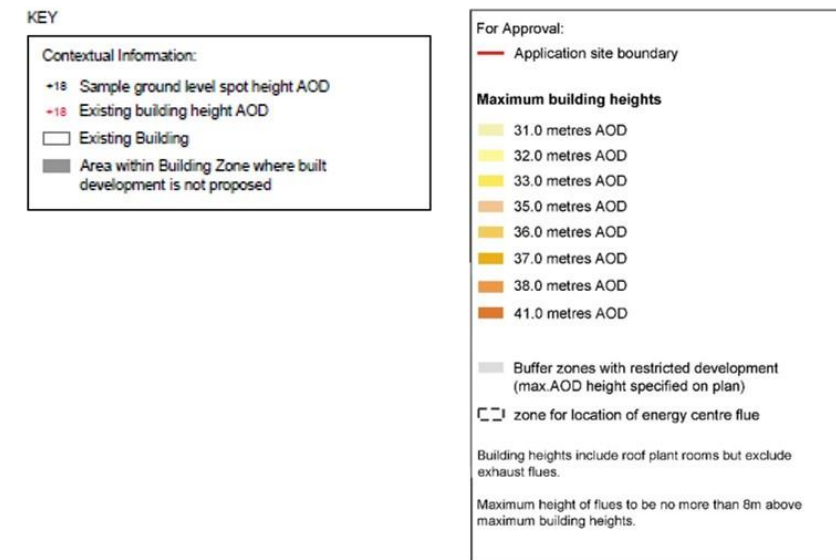 KEY
Contextual Information:
+18 Sample ground level spot height AOD
+18 Existing building height AOD
Existing Building
Area within Building Zone where built
development is not proposed
For Approval:
Application site boundary
Maximum building heights
31.0 metres AOD
32.0 metres AOD
33.0 metres AOD
35.0 metres AOD
36.0 metres AOD
37.0 metres AOD
38.0 metres AOD
41.0 metres AOD
Buffer zones with restricted development
(max.AOD height specified on plan)
zone for location of energy centre flue
Building heights include roof plant rooms but exclude
exhaust flues.
Maximum height of flues to be no more than 8m above
maximum building heights.